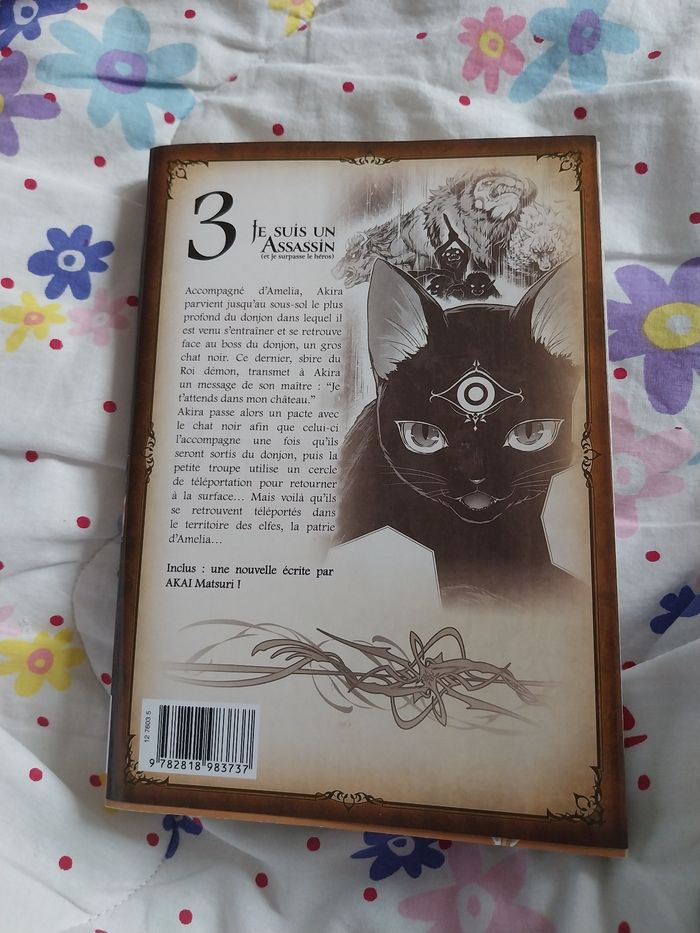 3
JE SUIS UN
ASSASSIN
(et je surpasse le héros)
Accompagné d'Amelia, Akira
parvient jusqu'au sous-sol le plus
profond du donjon dans lequel il
est venu s'entraîner et se retrouve
face au boss du donjon, un gros
chat noir. Ce dernier, sbire du
Roi démon, transmet à Akira
un message de son maître : "Je
t'attends dans mon château."
Akira passe alors un pacte avec
le chat noir afin que celui-ci
l'accompagne une fois qu'ils
seront sortis du donjon, puis la
petite troupe utilise un cercle
de téléportation pour retourner
à la surface... Mais voilà qu'ils
se retrouvent téléportés dans
le territoire des elfes, la patrie
d'Amelia...
Inclus : une nouvelle écrite par
AKAI Matsuri !
12 7603 5
9 782818 983737